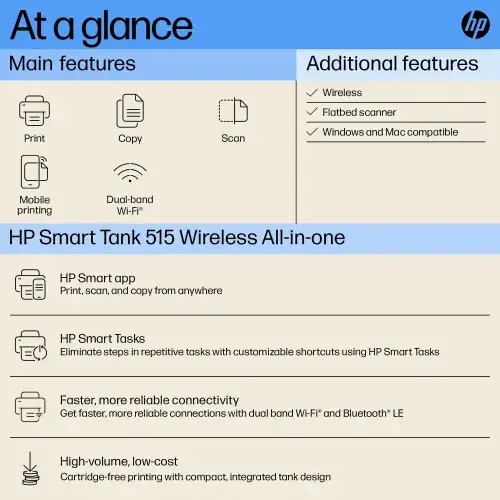 At a glance
hp
Main features
Additional features
Print
Copy
Scan
Mobile
printing
Dual-band
Wi-Fi®
Wireless
Flatbed scanner
Windows and Mac compatible
HP Smart Tank 515 Wireless All-in-one
HP Smart app
Print, scan, and copy from anywhere
HP Smart Tasks
Eliminate steps in repetitive tasks with customizable shortcuts using HP Smart Tasks
Faster, more reliable connectivity
Get faster, more reliable connections with dual band Wi-Fi® and Bluetooth® LE
High-volume, low-cost
Cartridge-free printing with compact, integrated tank design